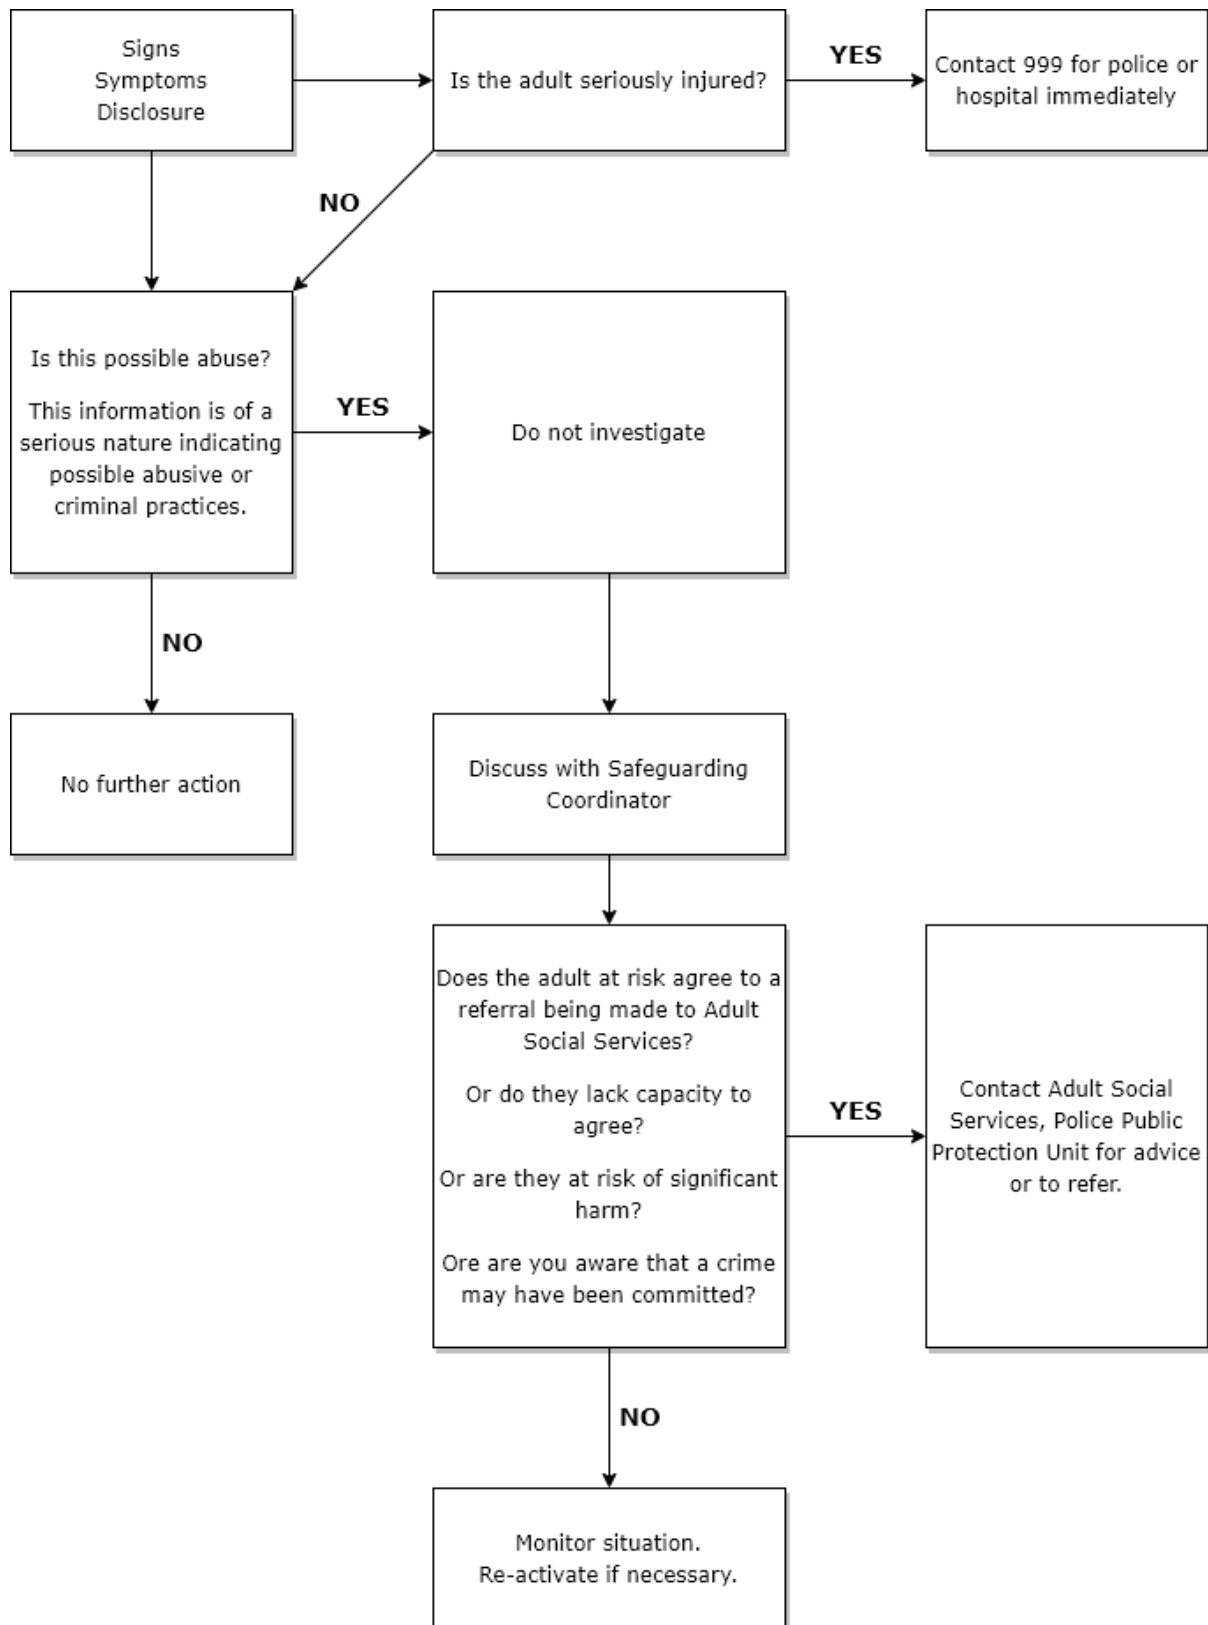 Signs
Symptoms
Disclosure
Is the adult seriously injured?
YES
Contact 999 for police or
hospital immediately
NO
Is this possible abuse?
This information is of a
serious nature indicating
possible abusive or
criminal practices.
YES
Do not investigate
NO
No further action
Discuss with Safeguarding
Coordinator
Does the adult at risk agree to a
referral being made to Adult
Social Services?
Or do they lack capacity to
agree?
Or are they at risk of significant
harm?
Ore are you aware that a crime
may have been committed?
YES
Contact Adult Social
Services, Police Public
Protection Unit for advice
or to refer.
NO
Monitor situation.
Re-activate if necessary.